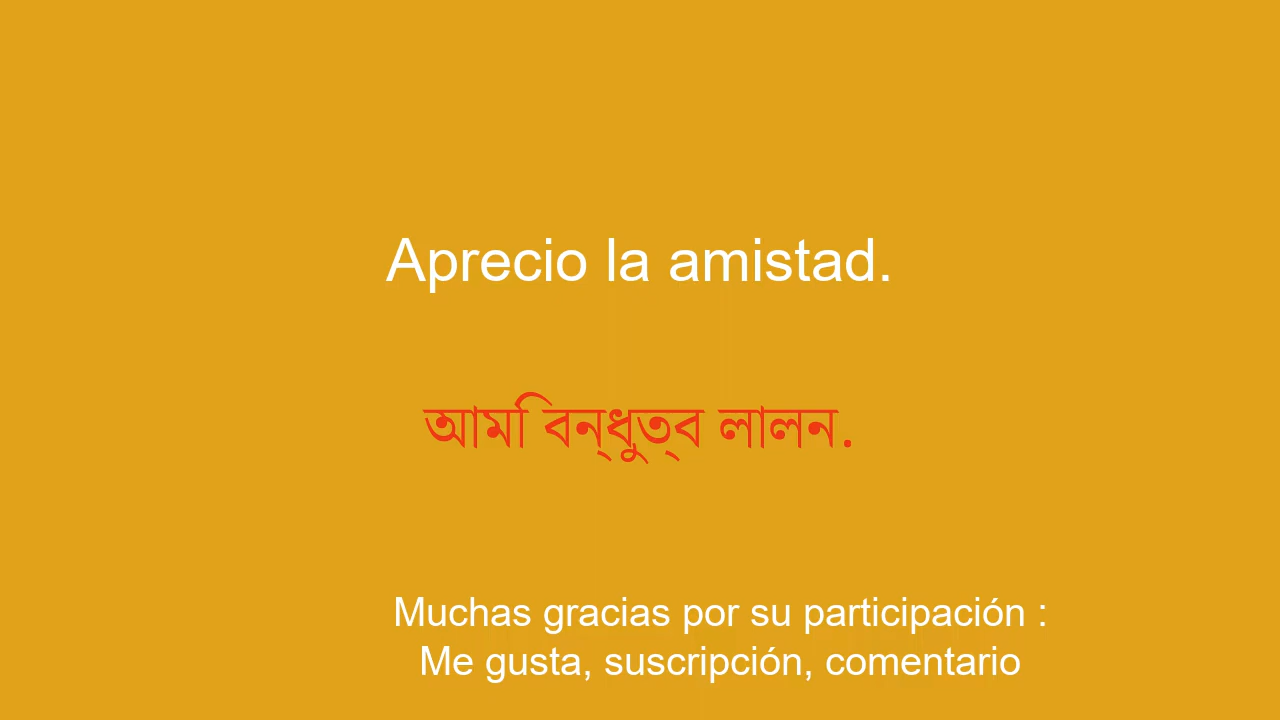 Aprecio la amistad.
আমি বন্ধুত্ব লালন.
Muchas gracias por su participación :
Me gusta, suscripción, comentario